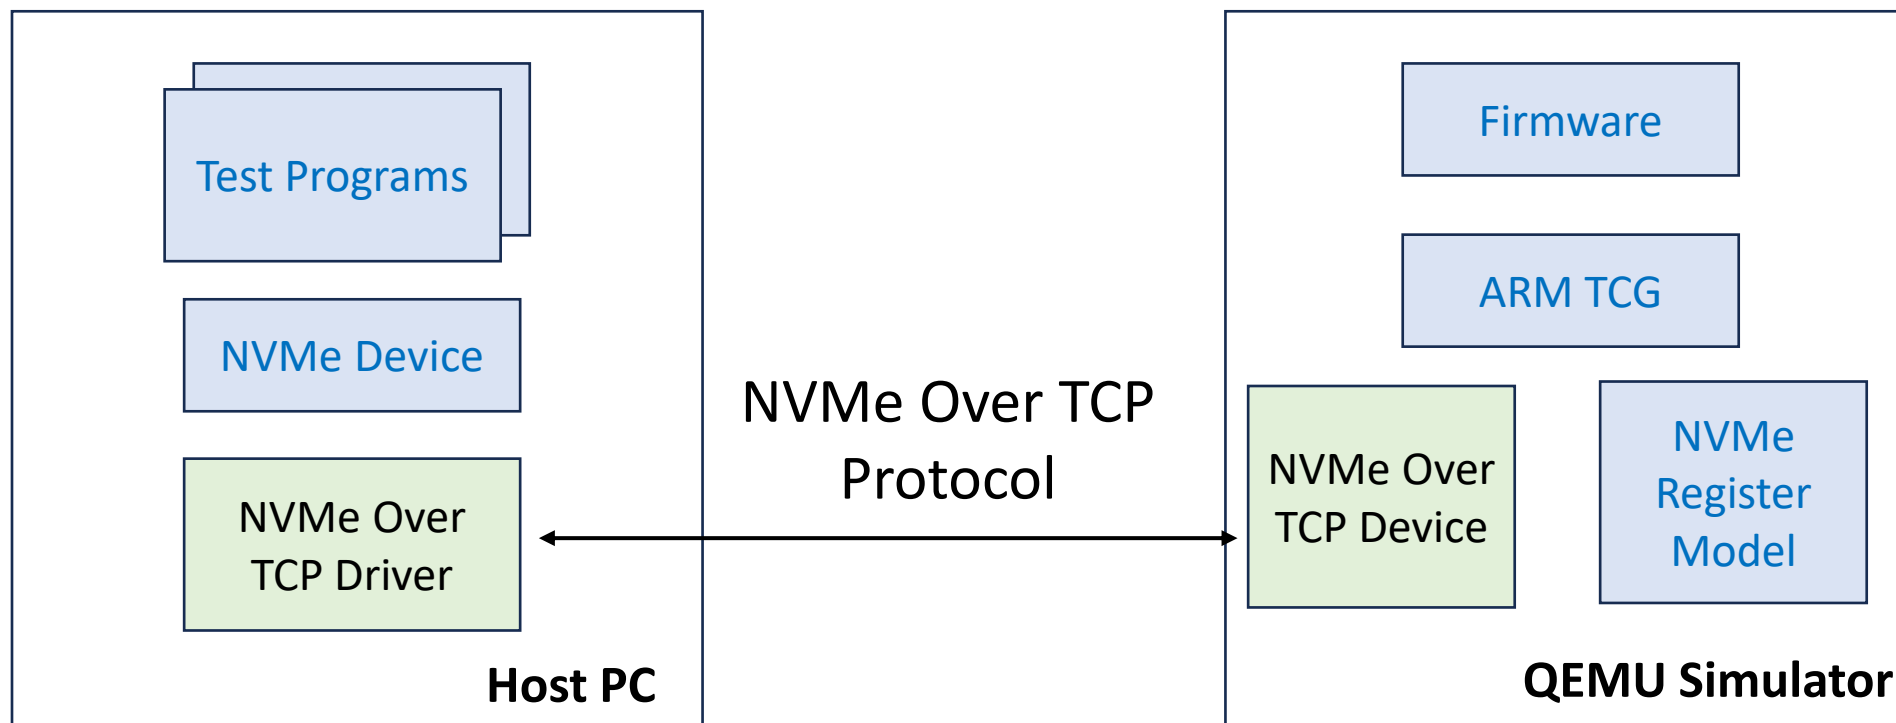 Test Programs
NVMe Device
NVMe Over
TCP Driver
Host PC
NVMe Over TCP
Protocol
Firmware
ARM TCG
NVMe Over
TCP Device
NVMe
Register
Model
QEMU Simulator